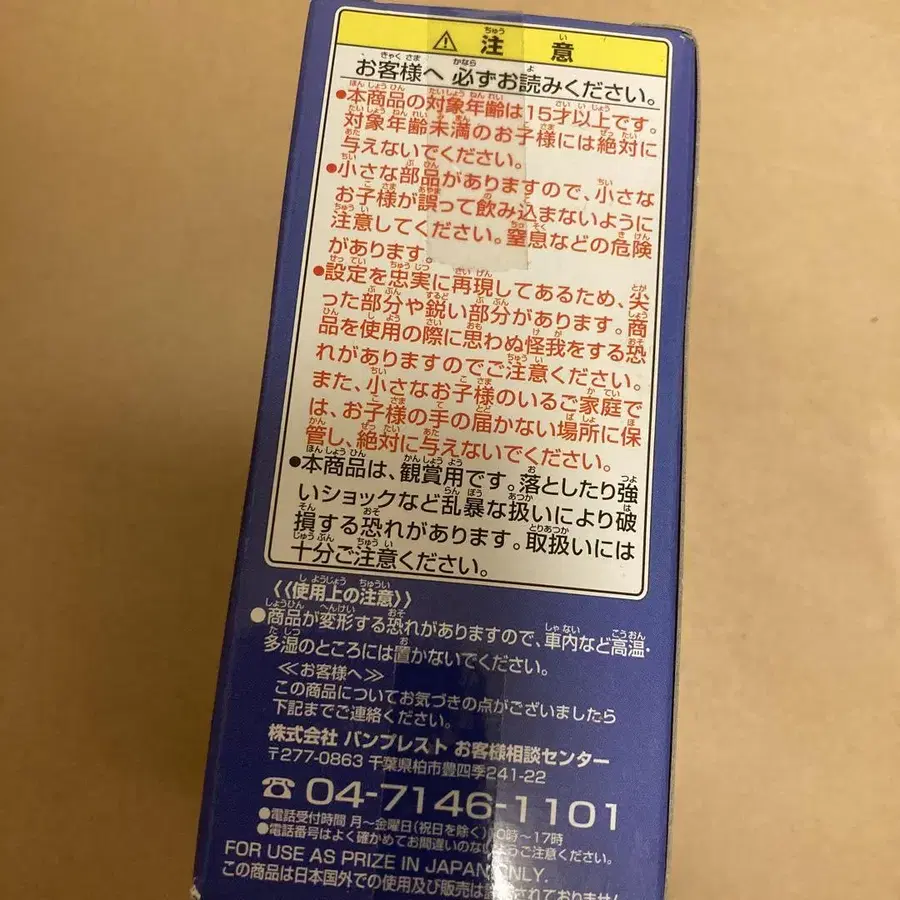 ⚠ 注意
お客様へ 必ずお読みください。
●本商品の対象年齢は15才以上です。
対象年齢未満のお子様には絶対に
与えないでください。
●小さな部品がありますので、小さな
お子様が誤って飲み込まないように
注意してください。窒息などの危険
があります。
●設定を忠実に再現してあるため、尖
った部分や鋭い部分があります。商
品を使用の際に思わぬ怪我をする恐
れがありますのでご注意ください。
また、小さなお子様のいるご家庭で
は、お子様の手の届かない場所に保
管し、絶対に与えないでください。
●本商品は、観賞用です。落としたり強
いショックなど乱暴な扱いにより破
損する恐れがあります。取扱いには
十分ご注意ください。
《使用上の注意》
●商品が変形する恐れがありますので、車内など高温・
多湿のところには置かないでください。
≪お客様へ≫
この商品についてお気づきの点がございましたら
下記までご連絡ください。
株式会社 バンプレスト お客様相談センター
〒277-0863 千葉県柏市豊四季241-22
☎ 04-7146-1101
●電話受付時間 月〜金曜日(祝日を除く) 10時〜17時
●電話番号はよく確かめてお間違いのないようご注意ください。
FOR USE AS PRIZE IN JAPAN ONLY.
この商品は日本国外での使用及び販売は許諾されておりません